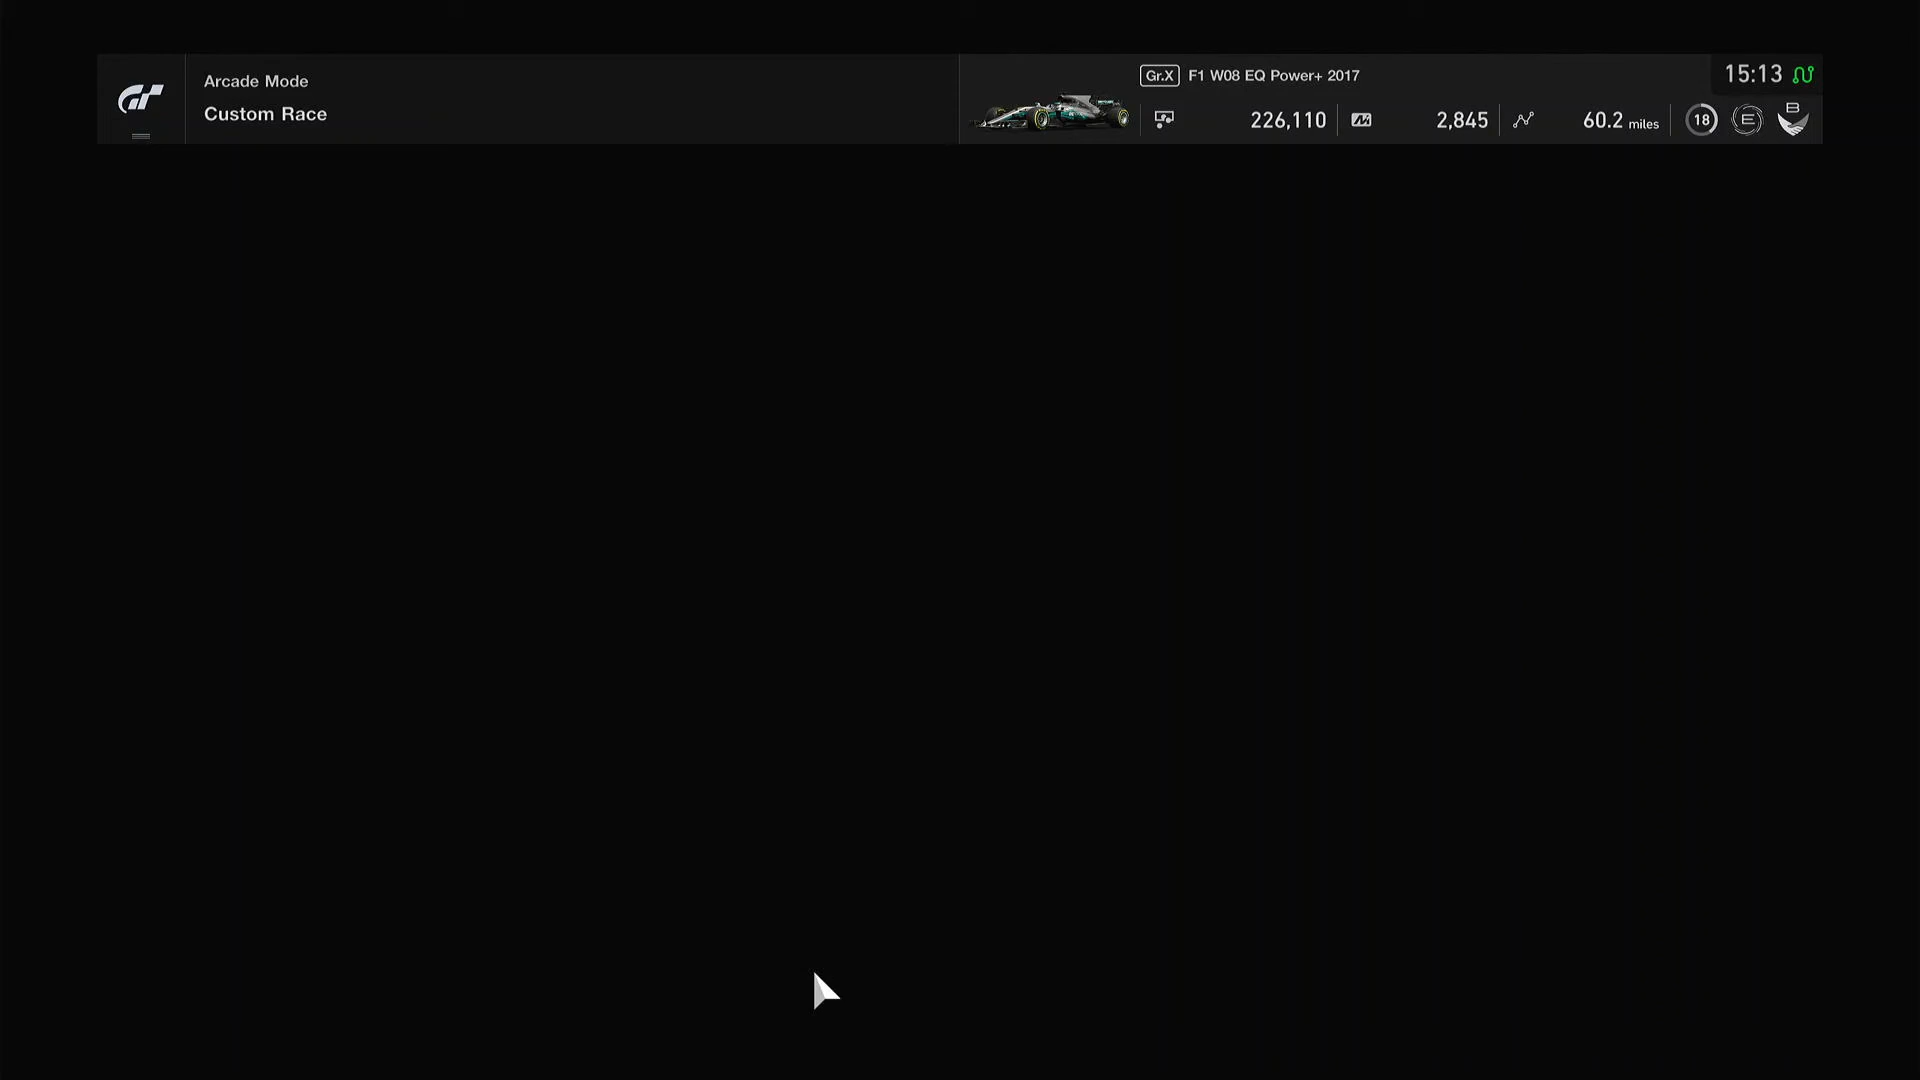 Arcade Mode
Custom Race
Gr.X F1 W08 EQ Power+ 2017
15:13
226,110
2,845
60.2 miles
18
E
B